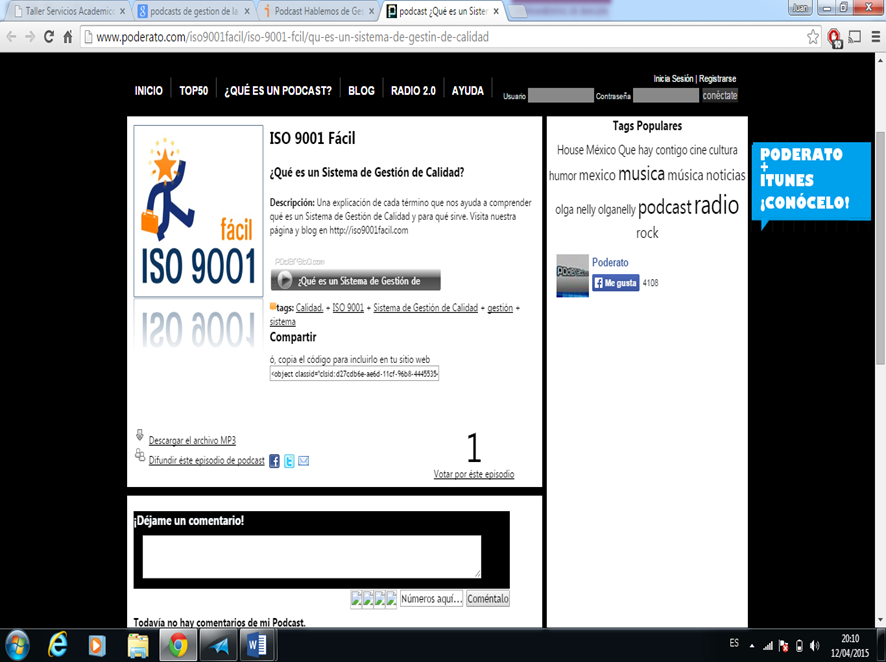 Taller Servicios Academico
podcasts de gestion de la
Podcast Hablemos de Ges
podcast ¿Qué es un Sister
Juan
www.poderato.com/iso9001facil/iso-9001-fcil/qu-es-un-sistema-de-gestin-de-calidad
10
Inicia Sesión | Registrarse
INICIO TOP50 ¿QUÉ ES UN PODCAST? BLOG RADIO 2.0 AYUDA
Usuario Contraseña conéctate
fácil
ISO 9001
ISO 9001 Fácil
¿Qué es un Sistema de Gestión de Calidad?
Descripción: Una explicación de cada término que nos ayuda a comprender
qué es un Sistema de Gestión de Calidad y para qué sirve. Visita nuestra
página y blog en http://iso9001facil.com
poderato.com
¿Qué es un Sistema de Gestión de
tags: Calidad, + ISO 9001 + Sistema de Gestión de Calidad + gestión +
sistema
Compartir
ó, copia el código para incluirlo en tu sitio web
<object classid="clsid:d27cdb6e-ae6d-11cf-96b8-4445535
Descargar el archivo MP3
Difundir éste episodio de podcast
1
Votar por éste episodio
Tags Populares
House México Que hay contigo cine cultura
humor mexico musica música noticias
olga nelly olganelly podcast radio
rock
Poderato
Me gusta 4108
PODERATO
+
ITUNES
¡CONÓCELO!
¡Déjame un comentario!
Números aquí... Coméntalo
Todavía no hay comentarios de mi Podcast.
ES
20:10
12/04/2015